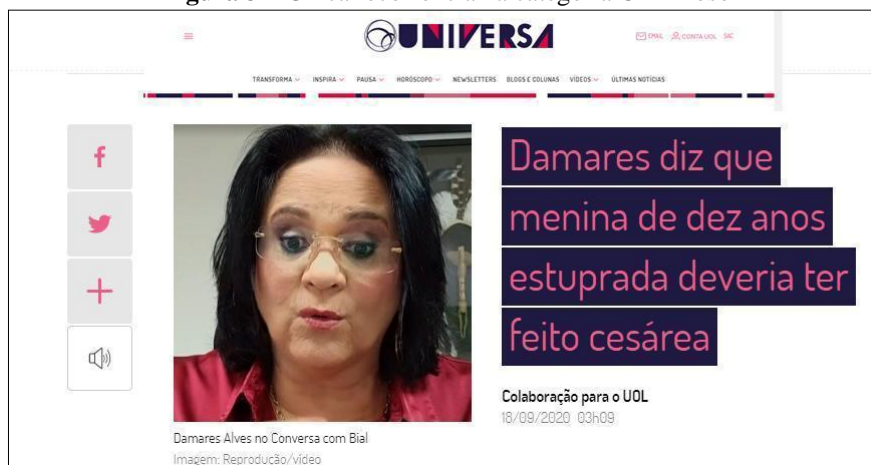 UNIVERSA
EMAIL CONTA UOL SAC
TRANSFORMA INSPIRA PAUSA HORÓSCOPO NEWSLETTERS BLOGS E COLUNAS VÍDEOS ÚLTIMAS NOTÍCIAS
Damares diz que
menina de dez anos
estuprada deveria ter
feito cesárea
Colaboração para o UOL
18/09/2020 03h09
Damares Alves no Conversa com Bial
Imagem: Reprodução/vídeo